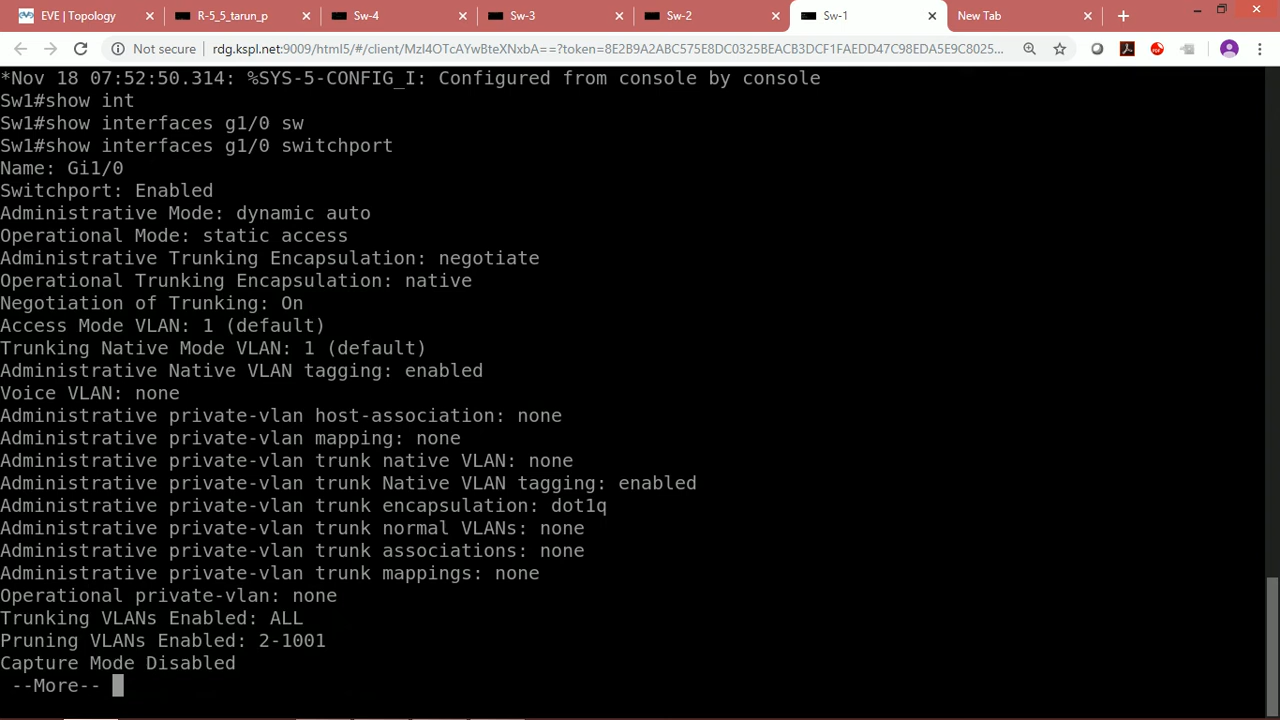 EVE | Topology
R-5_5_tarun_p
Sw-4
Sw-3
Sw-2
Sw-1
New Tab
Not secure
rdg.kspl.net:9009/html5/#/client/MzI4OTcAYwBteXNxbA==?token=8E2B9A2ABC575E8DC0325BEACB3DCF1FAEDD47C98EDA5E9C8025...
*Nov 18 07:52:50.314: %SYS-5-CONFIG_I: Configured from console by console
Sw1#show int
Sw1#show interfaces g1/0 sw
Sw1#show interfaces g1/0 switchport
Name: Gi1/0
Switchport: Enabled
Administrative Mode: dynamic auto
Operational Mode: static access
Administrative Trunking Encapsulation: negotiate
Operational Trunking Encapsulation: native
Negotiation of Trunking: On
Access Mode VLAN: 1 (default)
Trunking Native Mode VLAN: 1 (default)
Administrative Native VLAN tagging: enabled
Voice VLAN: none
Administrative private-vlan host-association: none
Administrative private-vlan mapping: none
Administrative private-vlan trunk native VLAN: none
Administrative private-vlan trunk Native VLAN tagging: enabled
Administrative private-vlan trunk encapsulation: dot1q
Administrative private-vlan trunk normal VLANs: none
Administrative private-vlan trunk associations: none
Administrative private-vlan trunk mappings: none
Operational private-vlan: none
Trunking VLANs Enabled: ALL
Pruning VLANs Enabled: 2-1001
Capture Mode Disabled
--More--